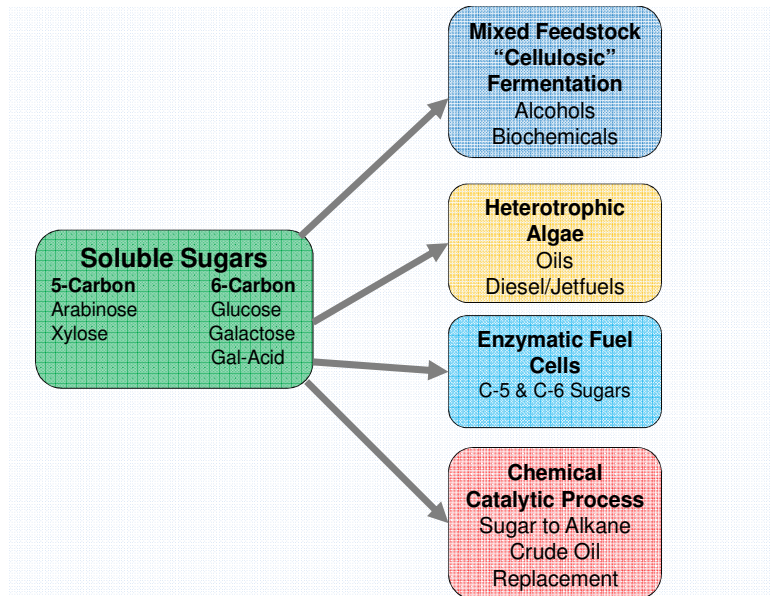 Mixed Feedstock
“Cellulosic”
Fermentation
Alcohols
Biochemicals
Heterotrophic
Algae
Oils
Diesel/Jetfuels
Soluble Sugars
5-Carbon 6-Carbon
Arabinose Glucose
Xylose Galactose
Gal-Acid
Enzymatic Fuel
Cells
C-5 & C-6 Sugars
Chemical
Catalytic Process
Sugar to Alkane
Crude Oil
Replacement